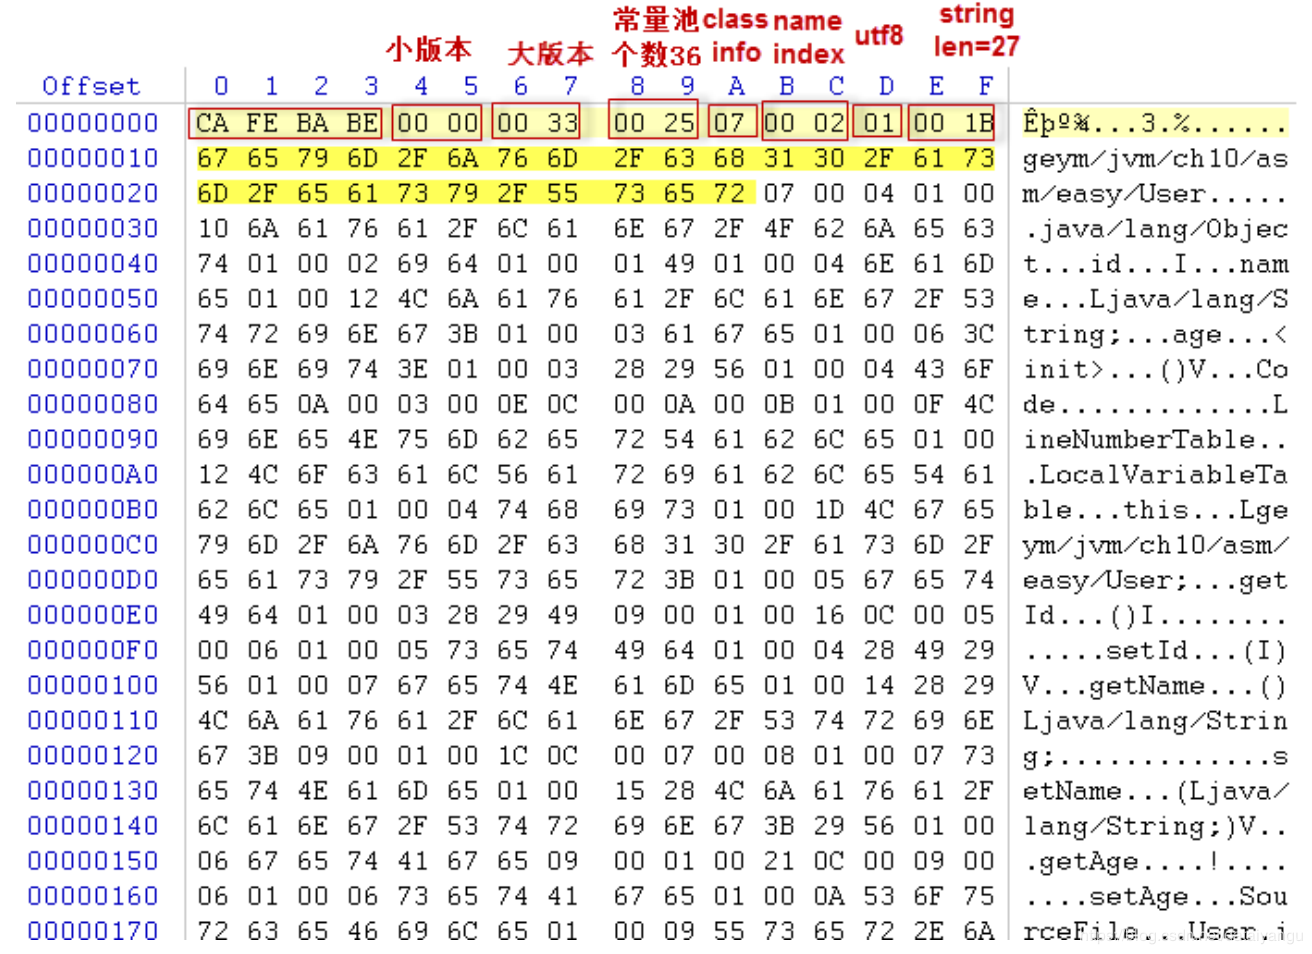 常量池 class name string
小版本 大版本 个数36 info index utf8 len=27
Offset 0 1 2 3 4 5 6 7 8 9 A B C D E F
00000000 CA FE BA BE 00 00 00 33 00 25 07 00 02 01 00 1B Êþº¾...3.%......
00000010 67 65 79 6D 2F 6A 76 6D 2F 63 68 31 30 2F 61 73 geym/jvm/ch10/as
00000020 6D 2F 65 61 73 79 2F 55 73 65 72 07 00 04 01 00 m/easy/User.....
00000030 10 6A 61 76 61 2F 6C 61 6E 67 2F 4F 62 6A 65 63 .java/lang/Objec
00000040 74 01 00 02 69 64 01 00 01 49 01 00 04 6E 61 6D t...id...I...nam
00000050 65 01 00 12 4C 6A 61 76 61 2F 6C 61 6E 67 2F 53 e...Ljava/lang/S
00000060 74 72 69 6E 67 3B 01 00 03 61 67 65 01 00 06 3C tring;...age...<
00000070 69 6E 69 74 3E 01 00 03 28 29 56 01 00 04 43 6F init>...()V...Co
00000080 64 65 0A 00 03 00 0E 0C 00 0A 00 0B 01 00 0F 4C de.............L
00000090 69 6E 65 4E 75 6D 62 65 72 54 61 62 6C 65 01 00 ineNumberTable..
000000A0 12 4C 6F 63 61 6C 56 61 72 69 61 62 6C 65 54 61 .LocalVariableTa
000000B0 62 6C 65 01 00 04 74 68 69 73 01 00 1D 4C 67 65 ble...this...Lge
000000C0 79 6D 2F 6A 76 6D 2F 63 68 31 30 2F 61 73 6D 2F ym/jvm/ch10/asm/
000000D0 65 61 73 79 2F 55 73 65 72 3B 01 00 05 67 65 74 easy/User;...get
000000E0 49 64 01 00 03 28 29 49 09 00 01 00 16 0C 00 05 Id...()I........
000000F0 00 06 01 00 05 73 65 74 49 64 01 00 04 28 49 29 .....setId...(I)
00000100 56 01 00 07 67 65 74 4E 61 6D 65 01 00 14 28 29 V...getName...()
00000110 4C 6A 61 76 61 2F 6C 61 6E 67 2F 53 74 72 69 6E Ljava/lang/Strin
00000120 67 3B 09 00 01 00 1C 0C 00 07 00 08 01 00 07 73 g;.............s
00000130 65 74 4E 61 6D 65 01 00 15 28 4C 6A 61 76 61 2F etName...(Ljava/
00000140 6C 61 6E 67 2F 53 74 72 69 6E 67 3B 29 56 01 00 lang/String;)V..
00000150 06 67 65 74 41 67 65 09 00 01 00 21 0C 00 09 00 .getAge....!....
00000160 06 01 00 06 73 65 74 41 67 65 01 00 0A 53 6F 75 ....setAge...Sou
00000170 72 63 65 46 69 6C 65 01 00 09 55 73 65 72 2E 6A rceFile...User.j